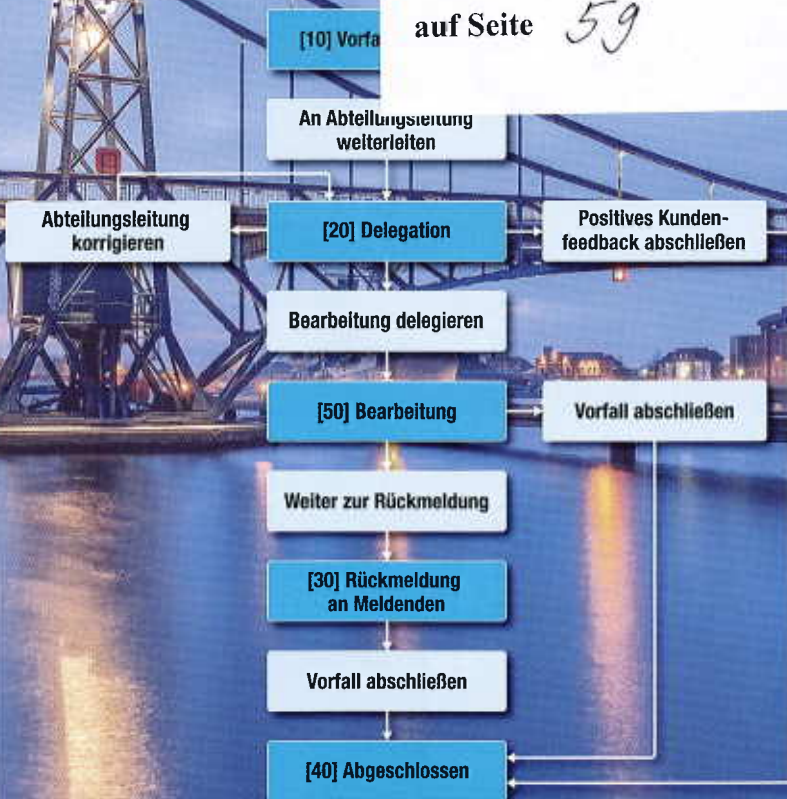 auf Seite 59
[10]
An Abteilungsleitung
weiterleiten
Abteilungsleitung
korrigieren
[20] Delegation
Positives Kunden-
feedback abschließen
Bearbeitung delegieren
[50] Bearbeitung
Vorfall abschließen
Weiter zur Rückmeldung
[30] Rückmeldung
an Meldenden
Vorfall abschließen
[40] Abgeschlossen